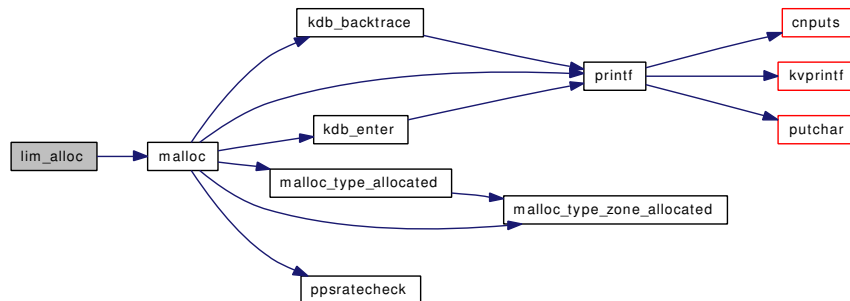 kdb_backtrace
cnputs
printf
kvprintf
kdb_enter
putchar
lim_alloc
malloc
malloc_type_allocated
malloc_type_zone_allocated
ppsratecheck